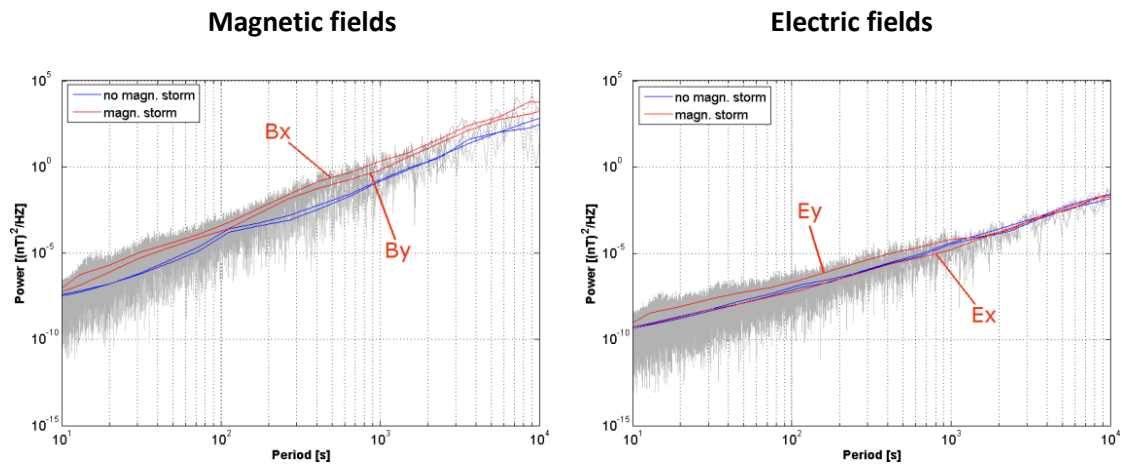 Magnetic fields
Electric fields
10^5
10^0
10^-5
10^-10
10^-15
Power [(nT)^2/HZ]
no magn. storm
magn. storm
Bx
By
10^1
10^2
10^3
10^4
Period [s]
10^5
10^0
10^-5
10^-10
10^-15
Power [(nT)^2/HZ]
no magn. storm
magn. storm
Ey
Ex
10^1
10^2
10^3
10^4
Period [s]